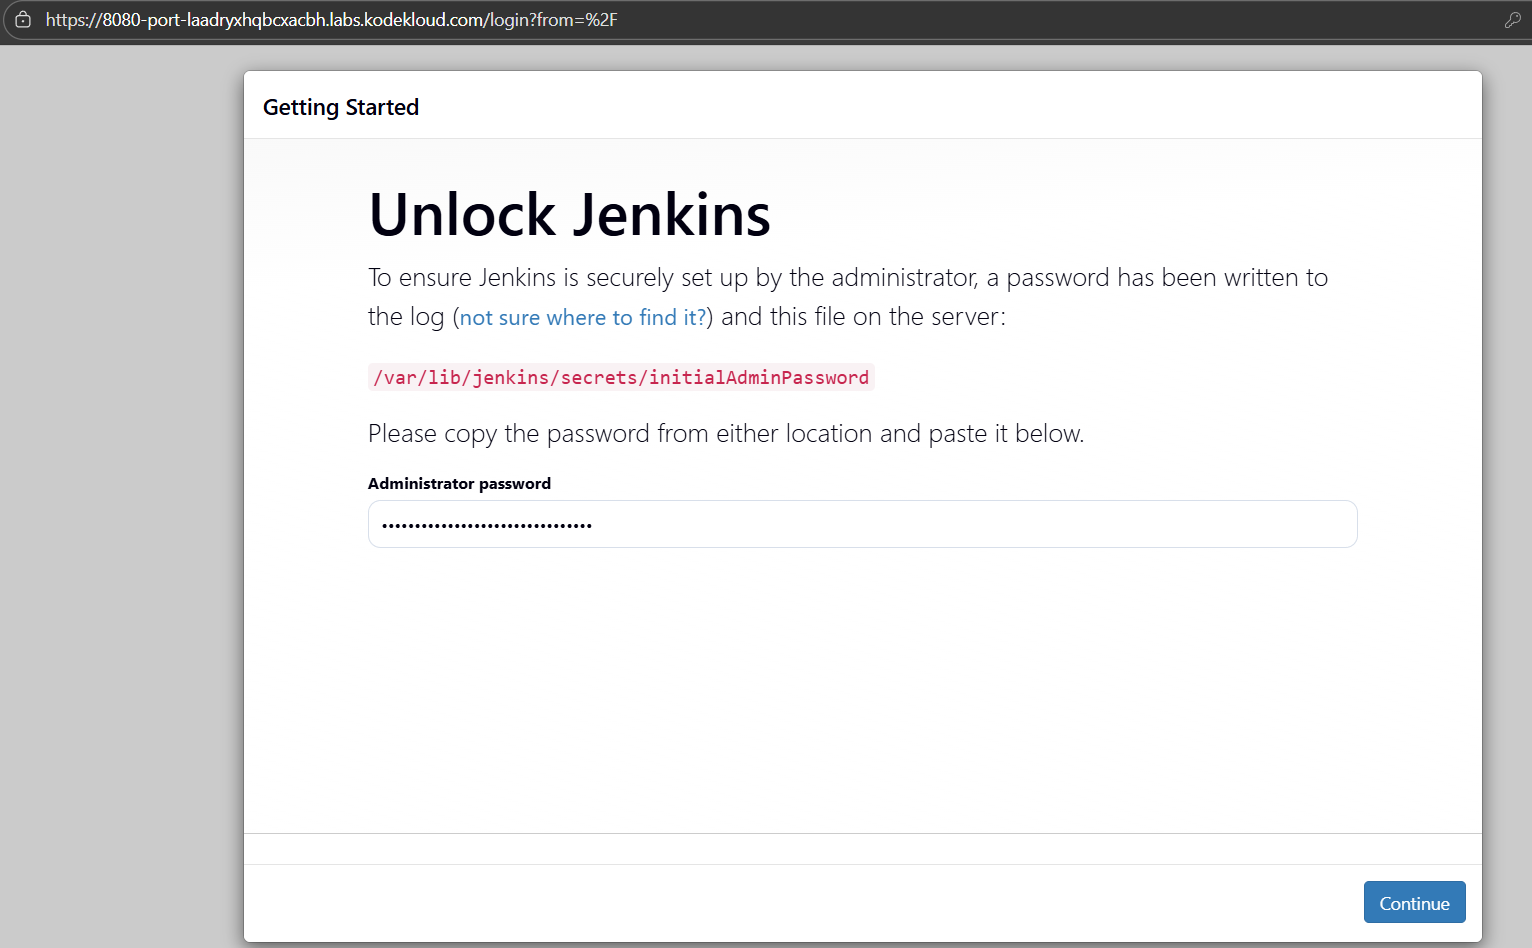 https://8080-port-laadryxhqbcxacbh.labs.kodekloud.com/login?from=%2F
Getting Started
Unlock Jenkins
To ensure Jenkins is securely set up by the administrator, a password has been written to
the log (not sure where to find it?) and this file on the server:
/var/lib/jenkins/secrets/initialAdminPassword
Please copy the password from either location and paste it below.
Administrator password
••••••••••••••••••••••••••••••••
Continue